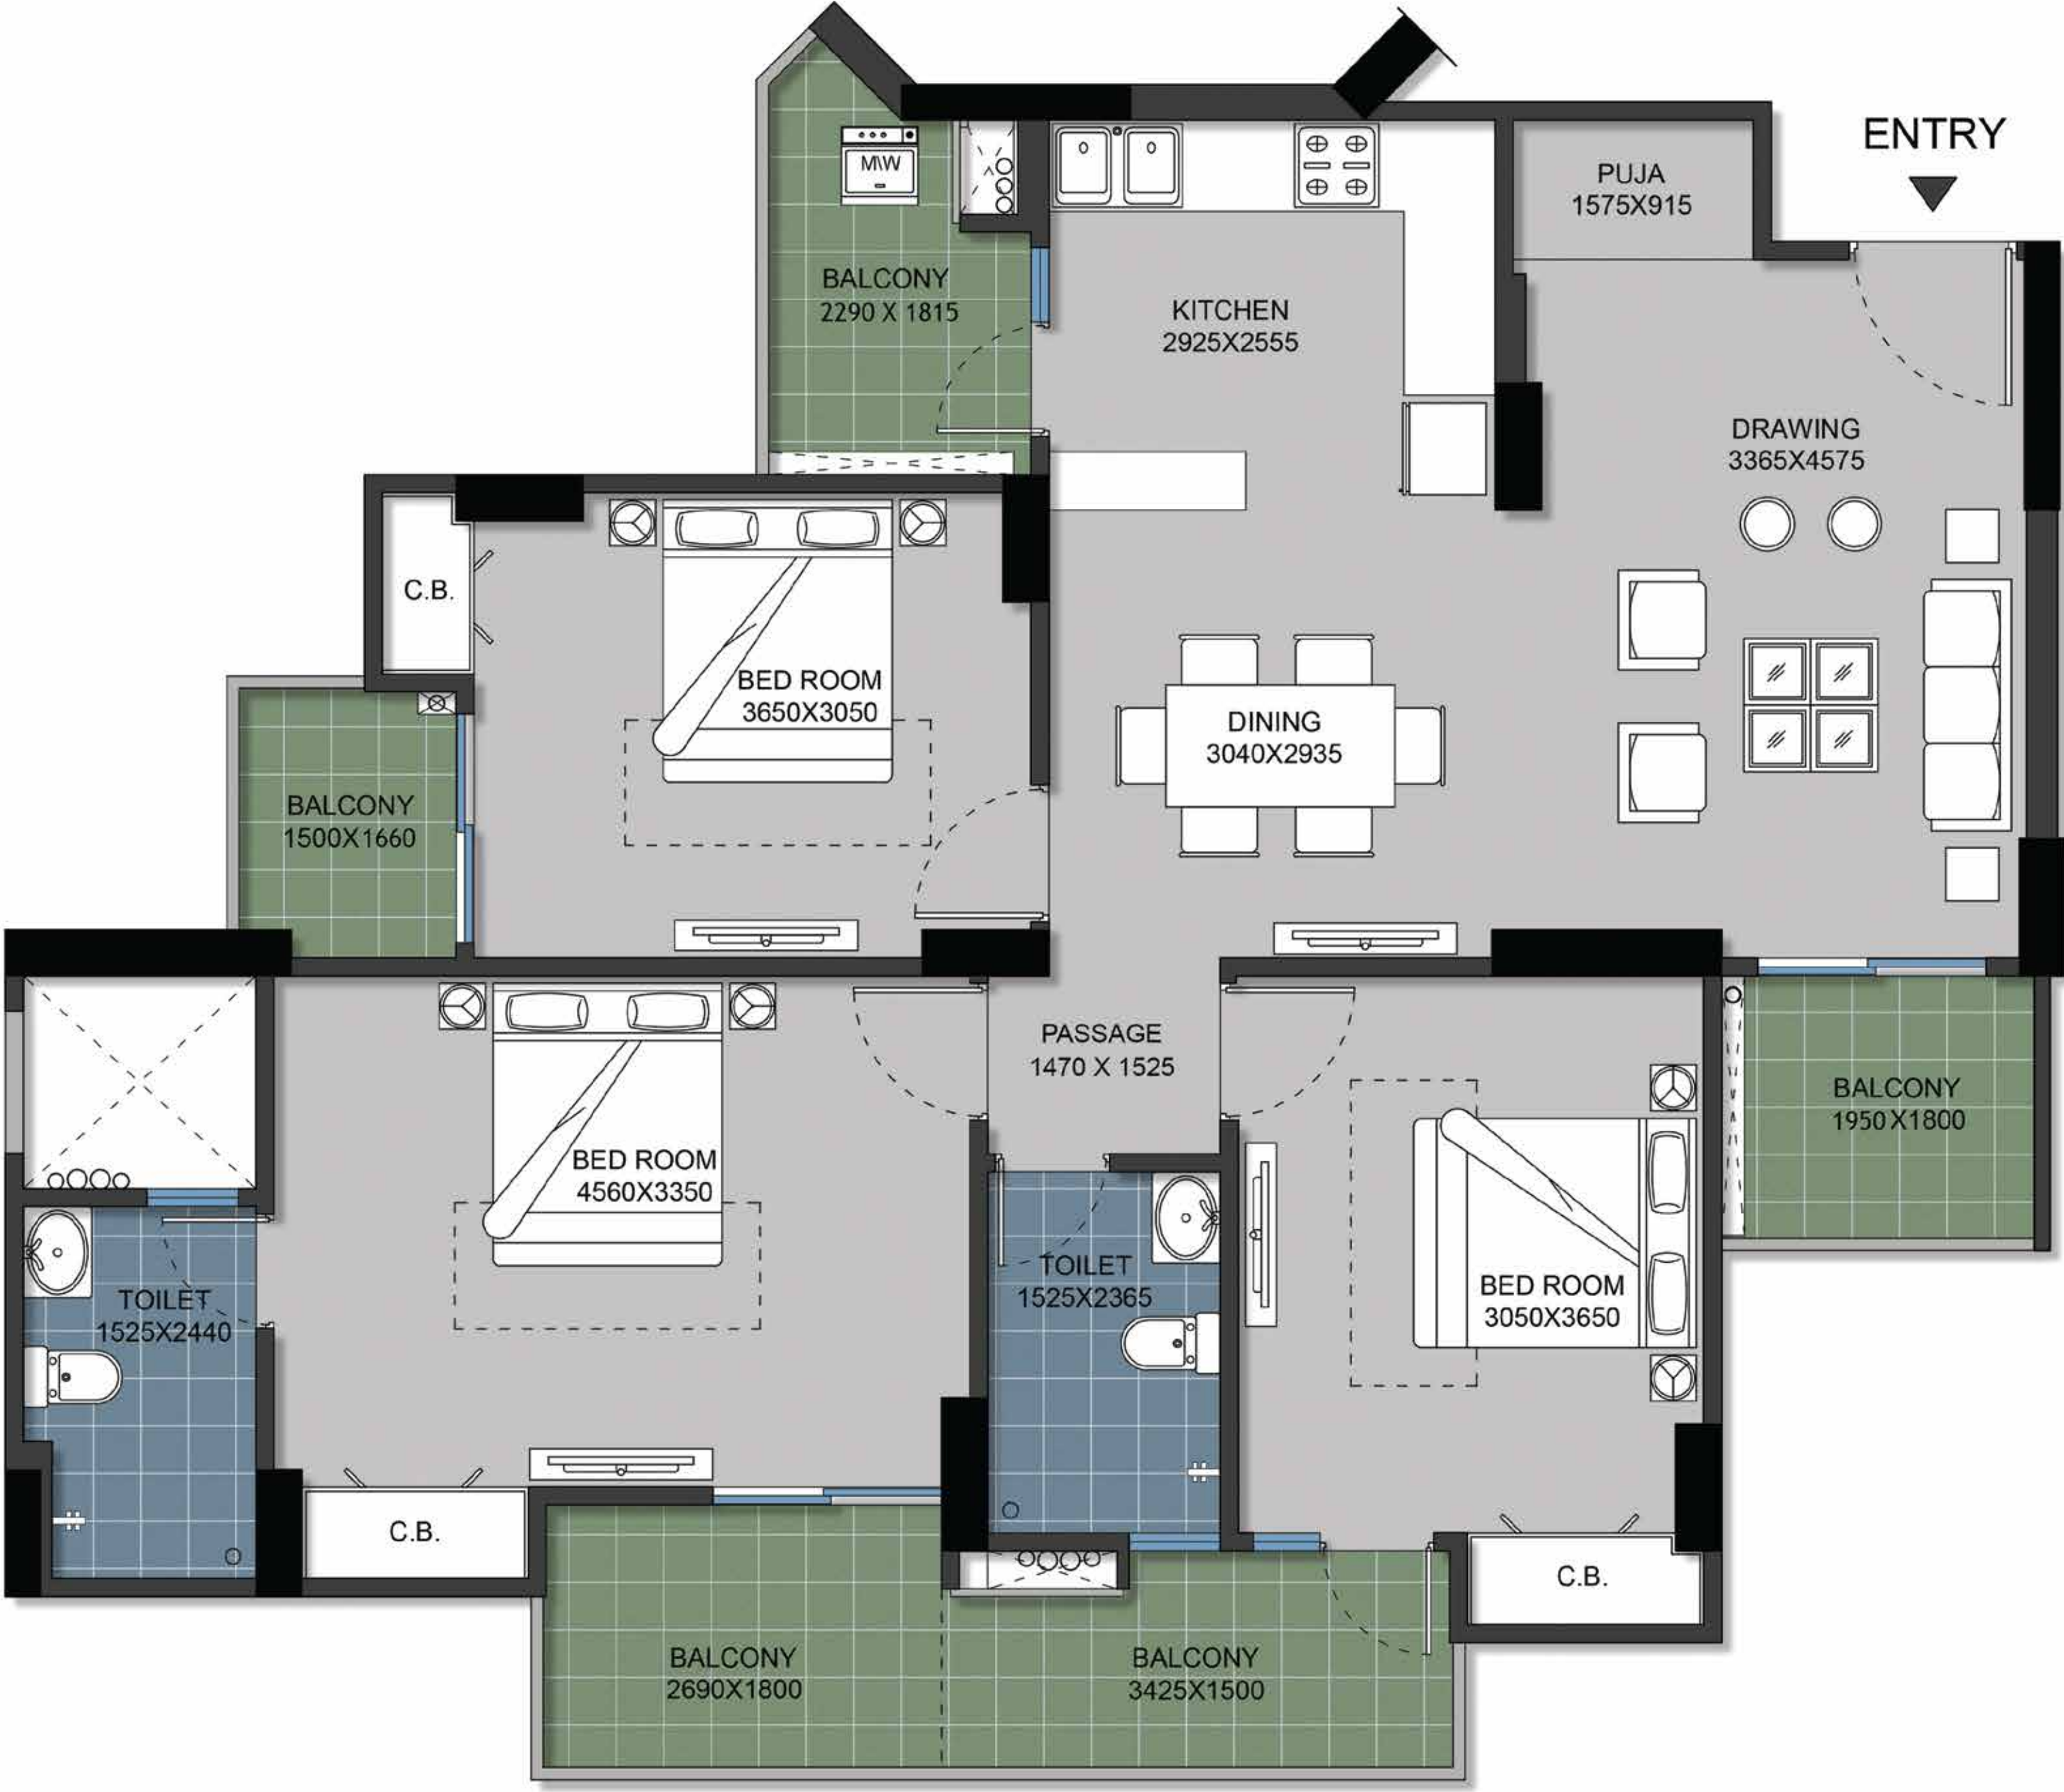 ENTRY
PUJA
1575X915
M\W
BALCONY
2290 X 1815
KITCHEN
2925X2555
DRAWING
3365X4575
C.B.
BED ROOM
3650X3050
DINING
3040X2935
BALCONY
1500X1660
PASSAGE
1470 X 1525
BALCONY
1950X1800
BED ROOM
4560X3350
TOILET
1525X2365
BED ROOM
3050X3650
TOILET
1525X2440
C.B.
C.B.
BALCONY
2690X1800
BALCONY
3425X1500